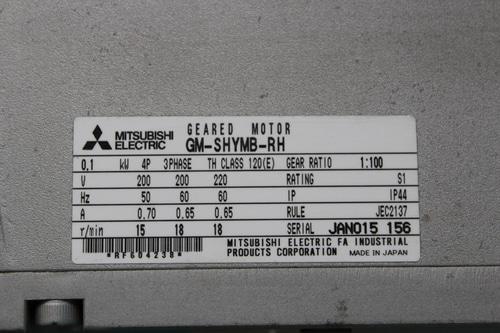 GEARED MOTOR
MITSUBISHI ELECTRIC GM-SHYMB-RH
0.1 kW 4P 3PHASE TH CLASS 120(E) GEAR RATIO 1:100
V 200 200 220 RATING S1
Hz 50 60 60 IP IP44
A 0.70 0.65 0.65 RULE JEC2137
r/min 15 18 18 SERIAL JAN015 156
MITSUBISHI ELECTRIC FA INDUSTRIAL
*RF604238* PRODUCTS CORPORATION MADE IN JAPAN